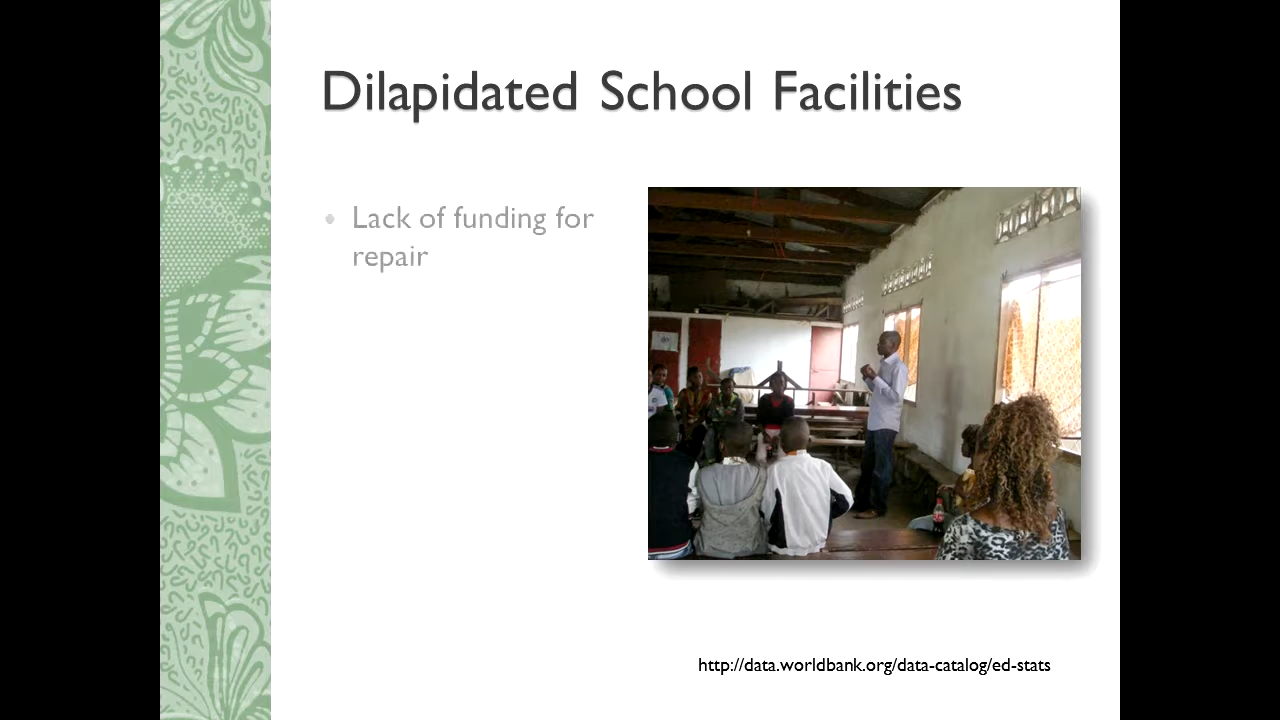 Dilapidated School Facilities
• Lack of funding for
repair
http://data.worldbank.org/data-catalog/ed-stats